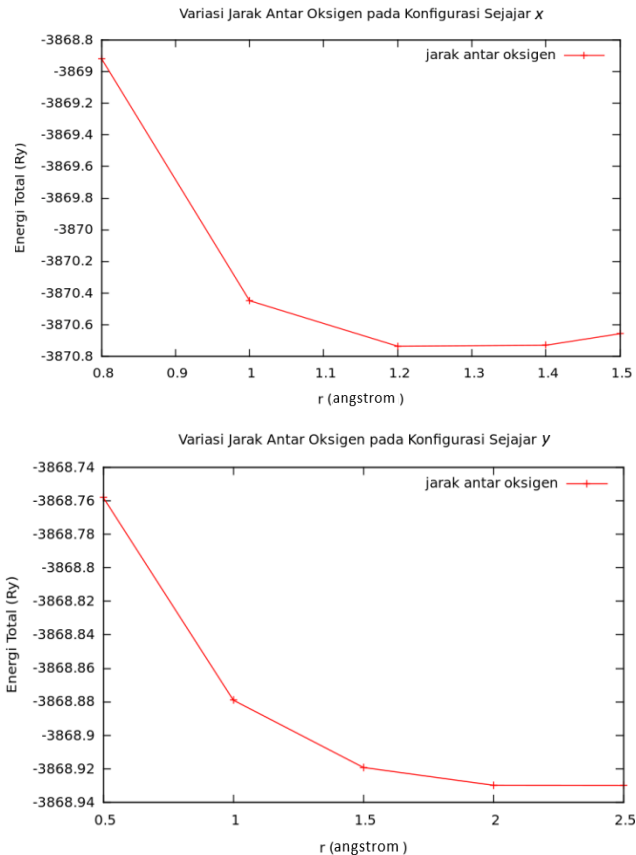 Variasi Jarak Antar Oksigen pada Konfigurasi Sejajar x
jarak antar oksigen
Energi Total (Ry)
-3868.8
-3869
-3869.2
-3869.4
-3869.6
-3869.8
-3870
-3870.2
-3870.4
-3870.6
-3870.8
0.8 0.9 1 1.1 1.2 1.3 1.4 1.5
r (angstrom )
Variasi Jarak Antar Oksigen pada Konfigurasi Sejajar y
jarak antar oksigen
Energi Total (Ry)
-3868.74
-3868.76
-3868.78
-3868.8
-3868.82
-3868.84
-3868.86
-3868.88
-3868.9
-3868.92
-3868.94
0.5 1 1.5 2 2.5
r (angstrom )